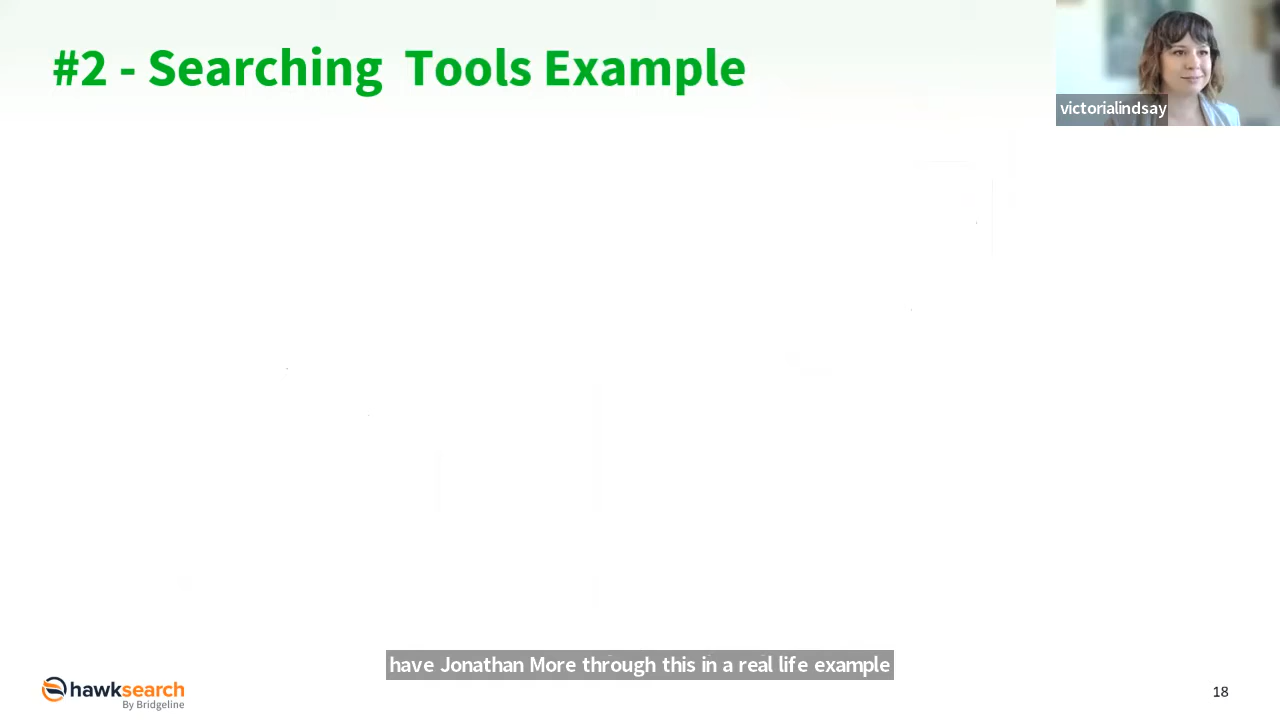 #2 - Searching Tools Example
victorialindsay
have Jonathan More through this in a real life example
hawksearch
By Bridgeline
18